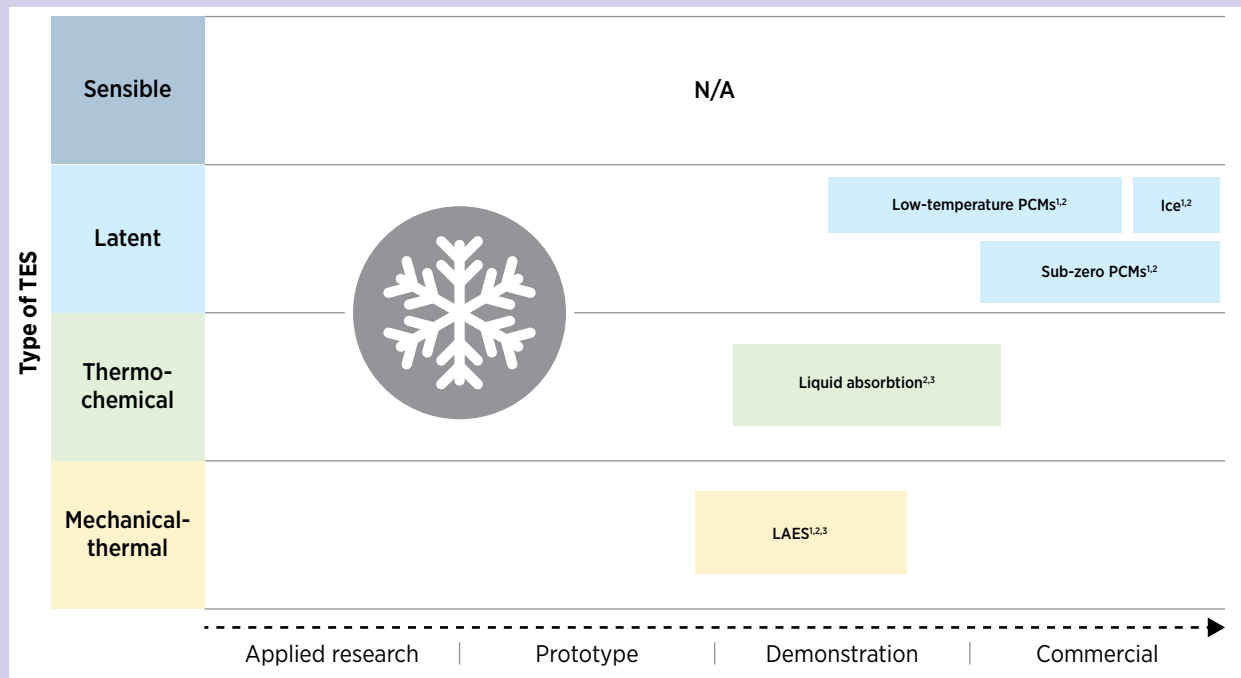 Type of TES
Sensible
N/A
Latent
Low-temperature PCMs1,2
Ice1,2
Sub-zero PCMs1,2
Thermo-
chemical
Liquid absorbtion2,3
Mechanical-
thermal
LAES1,2,3
Applied research
Prototype
Demonstration
Commercial